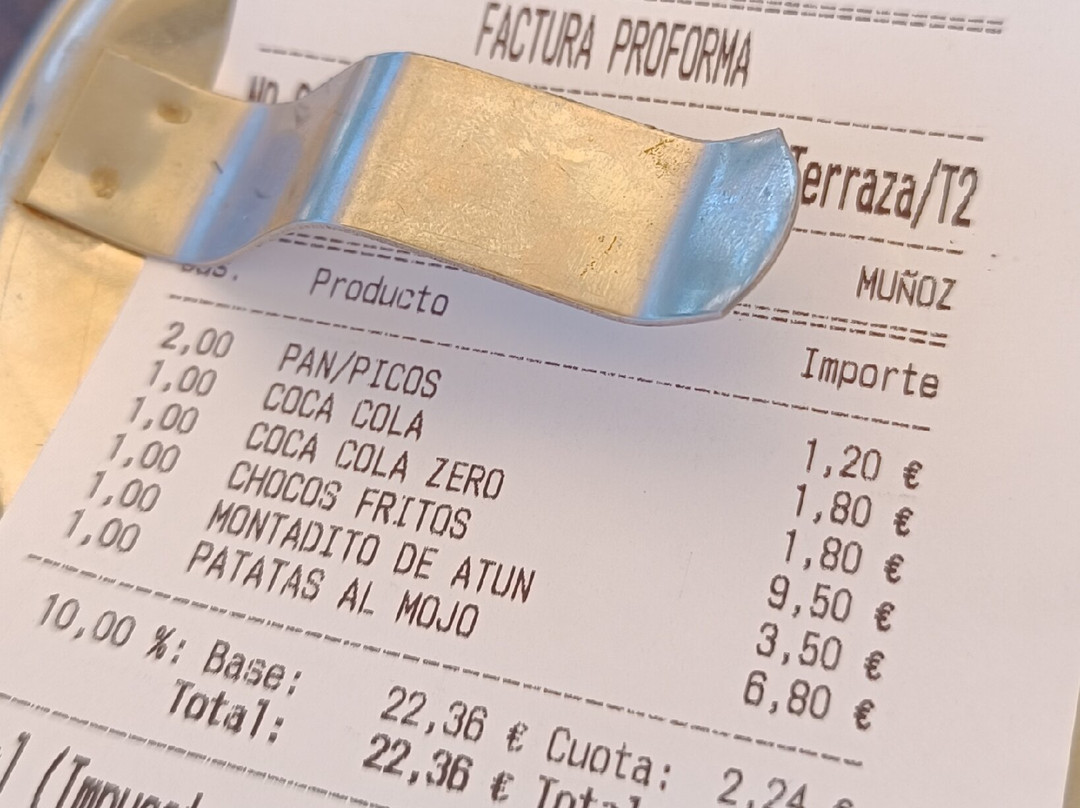 FACTURA PROFORMA
Terraza/T2
MUÑOZ
Producto Importe
2,00 PAN/PICOS 1,20 €
1,00 COCA COLA 1,80 €
1,00 COCA COLA ZERO 1,80 €
1,00 CHOCOS FRITOS 9,50 €
1,00 MONTADITO DE ATUN 3,50 €
1,00 PATATAS AL MOJO 6,80 €
10,00 %: Base: 22,36 € Cuota: 2,24 €
Total: 22,36 €